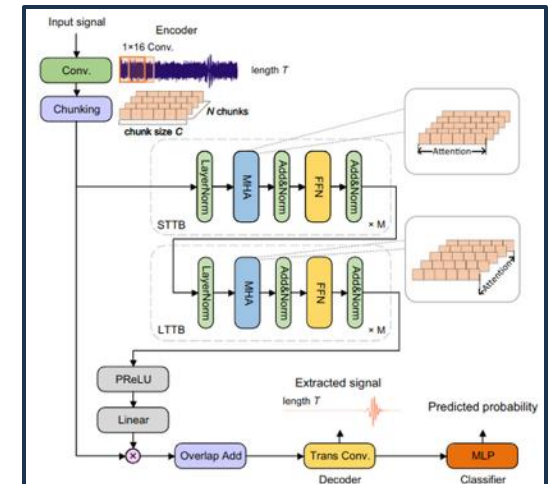 Input signal
Encoder
1×16 Conv.
Conv.
length T
Chunking
N chunks
chunk size C
Attention
LayerNorm
MHA
Add&Norm
FFN
Add&Norm
STTB
× M
Attention
LayerNorm
MHA
Add&Norm
FFN
Add&Norm
LTTB
× M
PReLU
Linear
Extracted signal
length T
Predicted probability
×
Overlap Add
Trans Conv.
MLP
Decoder
Classifier